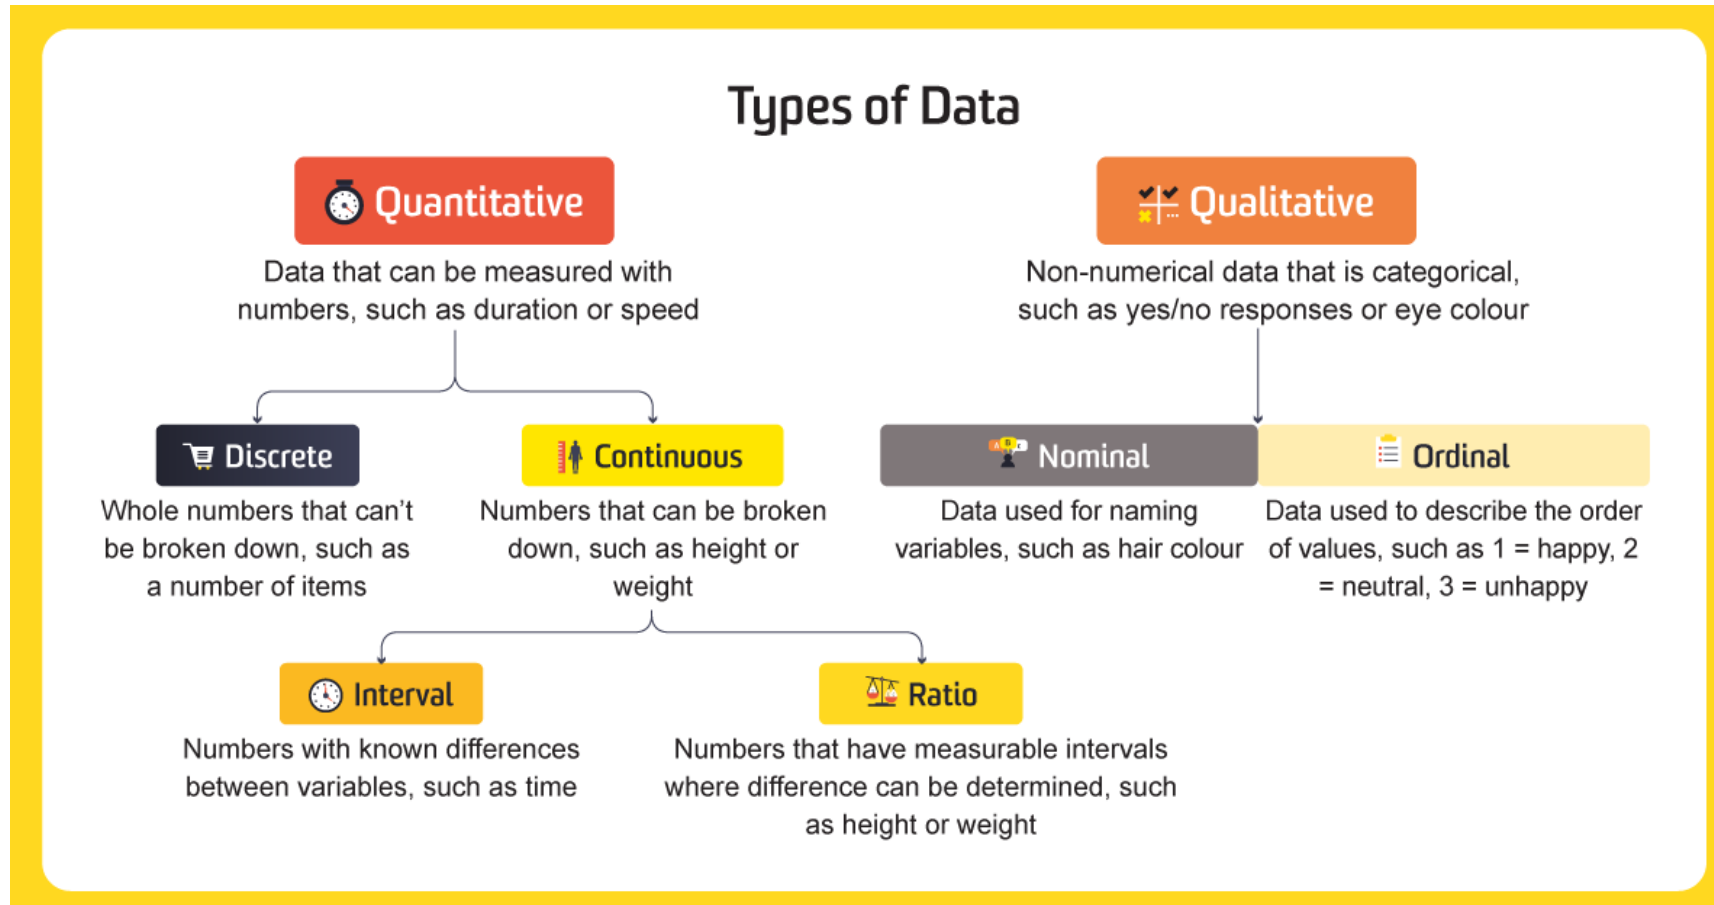 Types of Data
Quantitative
Data that can be measured with
numbers, such as duration or speed
Qualitative
Non-numerical data that is categorical,
such as yes/no responses or eye colour
Discrete
Whole numbers that can't
be broken down, such as
a number of items
Continuous
Numbers that can be broken
down, such as height or
weight
Nominal
Data used for naming
variables, such as hair colour
Ordinal
Data used to describe the order
of values, such as 1 = happy, 2
= neutral, 3 = unhappy
Interval
Numbers with known differences
between variables, such as time
Ratio
Numbers that have measurable intervals
where difference can be determined, such
as height or weight